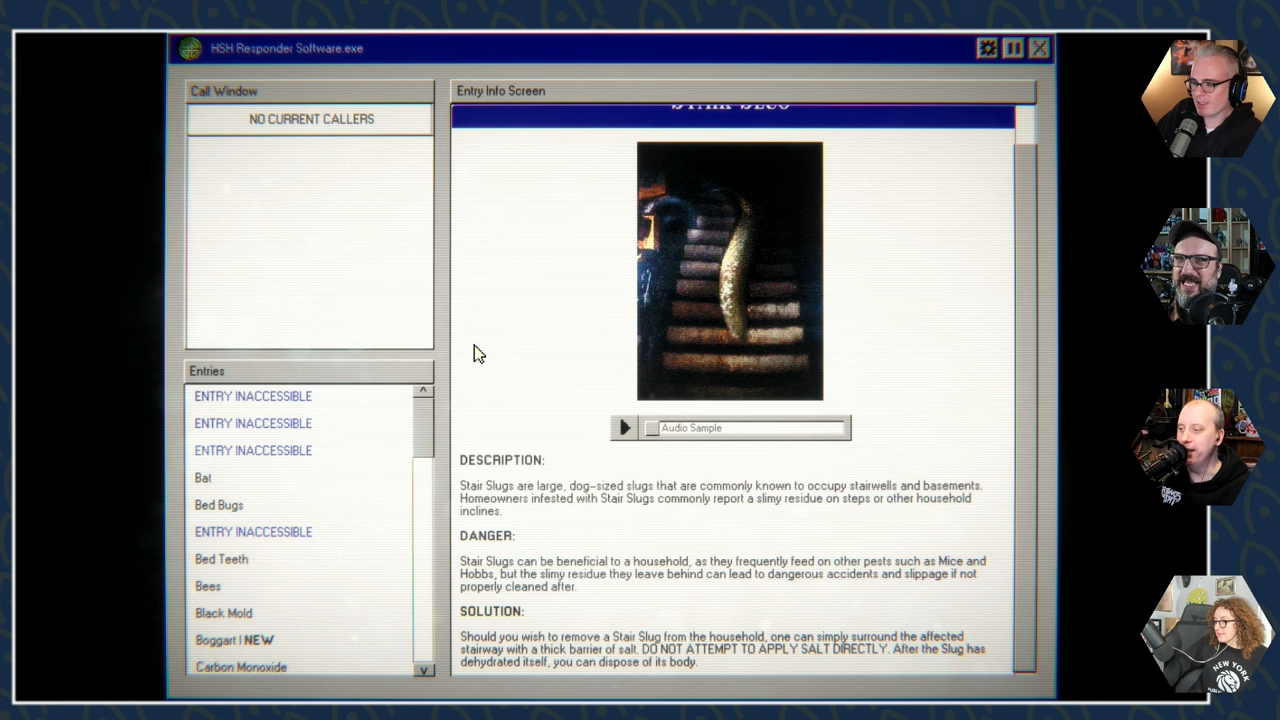 HSH Responder Software.exe
Call Window
NO CURRENT CALLERS
Entries
ENTRY INACCESSIBLE
ENTRY INACCESSIBLE
ENTRY INACCESSIBLE
Bat
Bed Bugs
ENTRY INACCESSIBLE
Bed Teeth
Bees
Black Mold
Boggart | NEW
Carbon Monoxide
Entry Info Screen
STAIR SLUG
Audio Sample
DESCRIPTION:
Stair Slugs are large, dog-sized slugs that are commonly known to occupy stairwells and basements.
Homeowners infested with Stair Slugs commonly report a slimy residue on steps or other household
inclines.
DANGER:
Stair Slugs can be beneficial to a household, as they frequently feed on other pests such as Mice and
Hobbs, but the slimy residue they leave behind can lead to dangerous accidents and slippage if not
properly cleaned after.
SOLUTION:
Should you wish to remove a Stair Slug from the household, one can simply surround the affected
stairway with a thick barrier of salt. DO NOT ATTEMPT TO APPLY SALT DIRECTLY. After the Slug has
dehydrated itself, you can dispose of its body.
NEW YORK